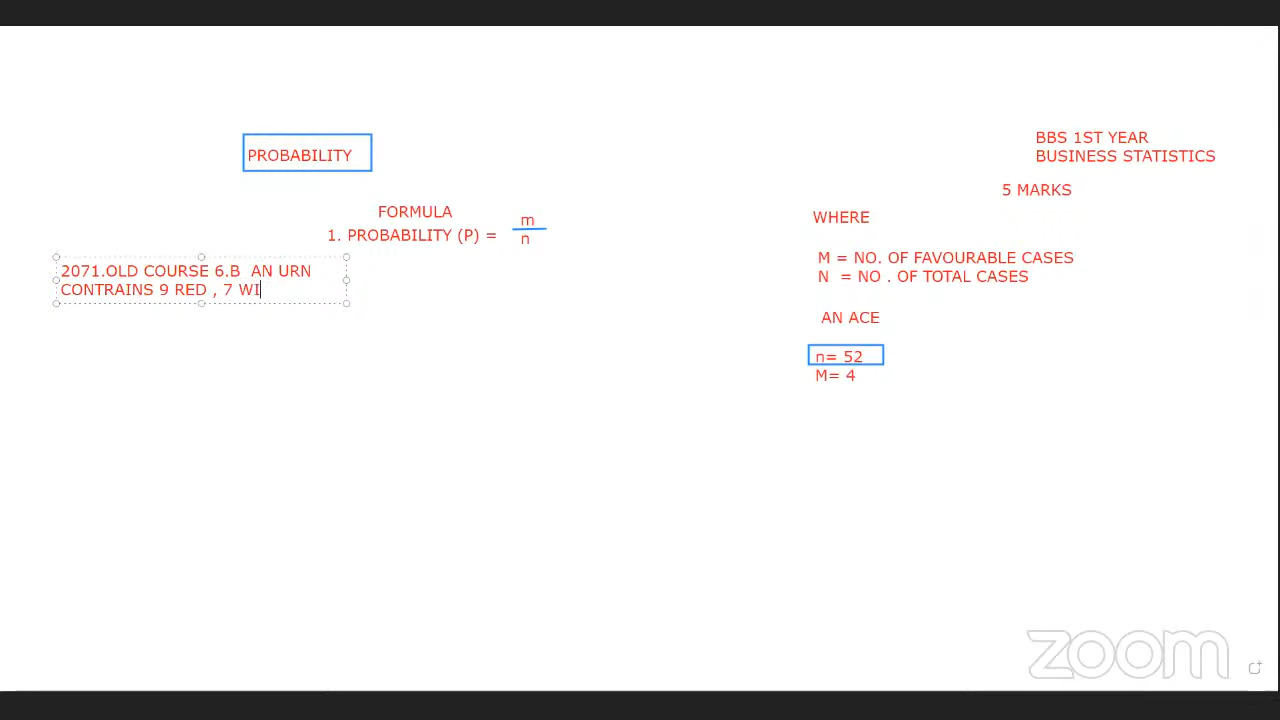 PROBABILITY
BBS 1ST YEAR
BUSINESS STATISTICS
5 MARKS
FORMULA
1. PROBABILITY (P) = m
n
WHERE
M = NO. OF FAVOURABLE CASES
N = NO . OF TOTAL CASES
2071.OLD COURSE 6.B AN URN
CONTRAINS 9 RED , 7 WI
AN ACE
n= 52
M= 4
zoom